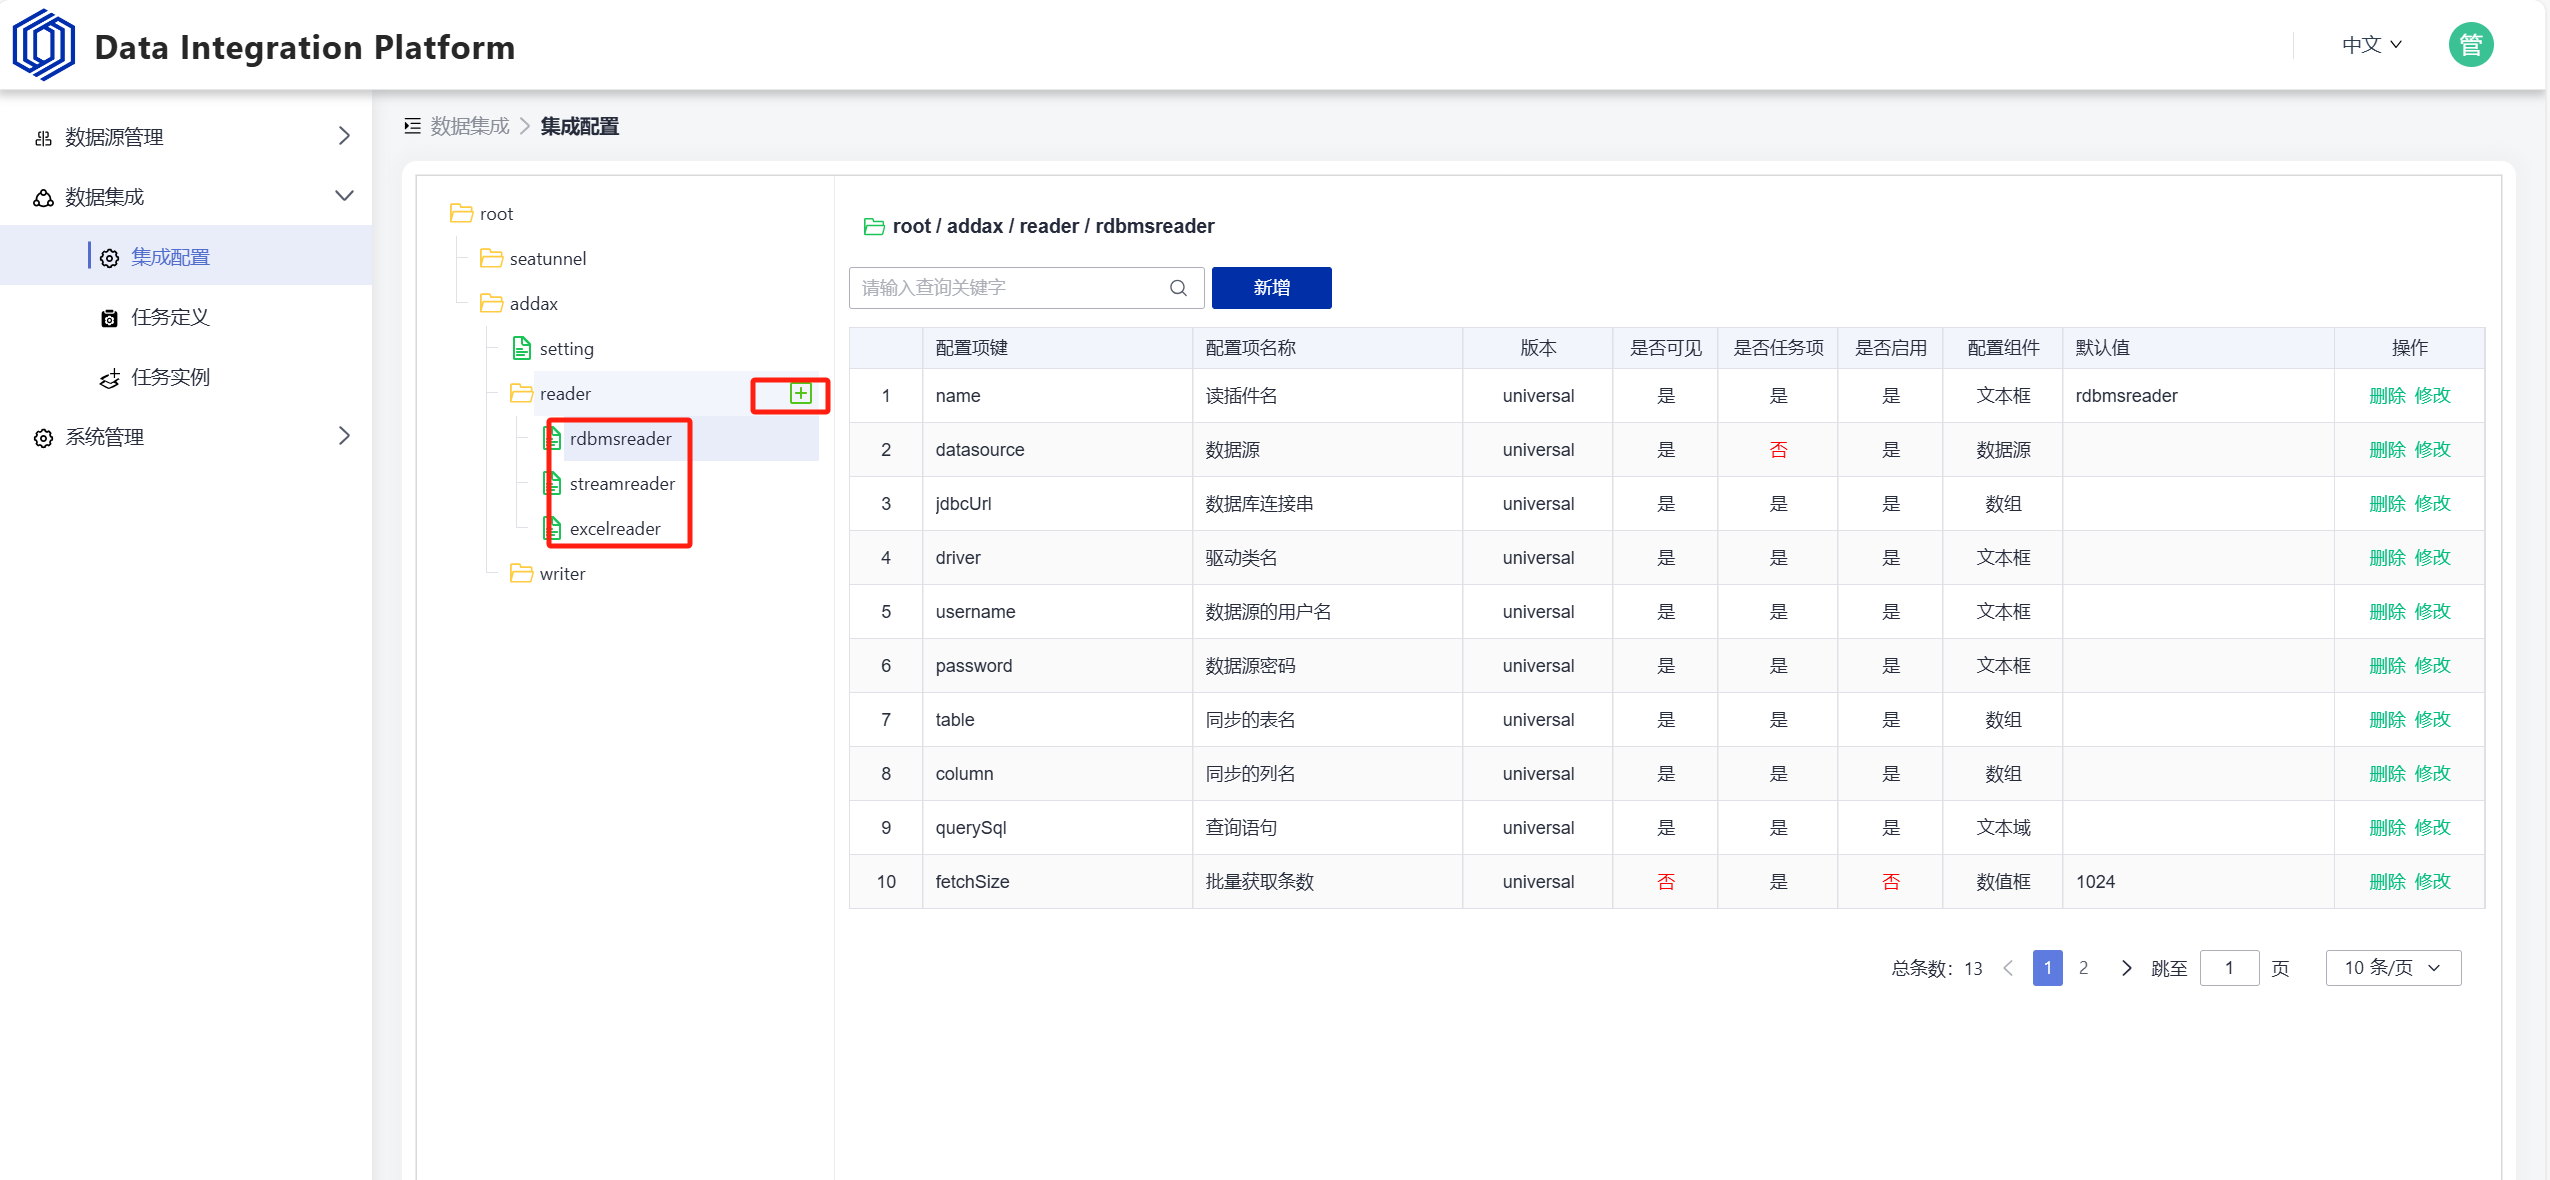 Data Integration Platform
中文
管
数据源管理
数据集成
集成配置
任务定义
任务实例
系统管理
数据集成 集成配置
root
seatunnel
addax
setting
reader
rdbmsreader
streamreader
excelreader
writer
root / addax / reader / rdbmsreader
请输入查询关键字 新增
配置项键 配置项名称 版本 是否可见 是否任务项 是否启用 配置组件 默认值 操作
1 name 读插件名 universal 是 是 是 文本框 rdbmsreader 删除 修改
2 datasource 数据源 universal 是 否 是 数据源 删除 修改
3 jdbcUrl 数据库连接串 universal 是 是 是 数组 删除 修改
4 driver 驱动类名 universal 是 是 是 文本框 删除 修改
5 username 数据源的用户名 universal 是 是 是 文本框 删除 修改
6 password 数据源密码 universal 是 是 是 文本框 删除 修改
7 table 同步的表名 universal 是 是 是 数组 删除 修改
8 column 同步的列名 universal 是 是 是 数组 删除 修改
9 querySql 查询语句 universal 是 是 是 文本域 删除 修改
10 fetchSize 批量获取条数 universal 否 是 否 数值框 1024 删除 修改
总条数：13 1 2 跳至 1 页 10 条/页